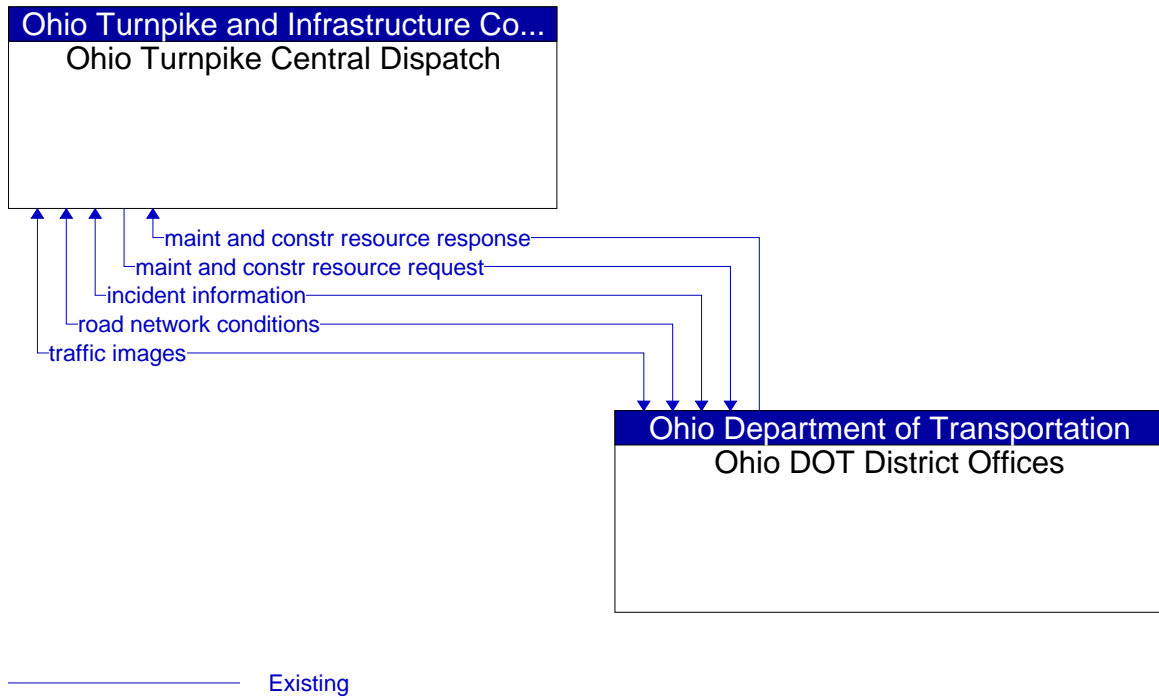 Ohio Turnpike and Infrastructure Co...
Ohio Turnpike Central Dispatch
maint and constr resource response
maint and constr resource request
incident information
road network conditions
traffic images
Ohio Department of Transportation
Ohio DOT District Offices
Existing